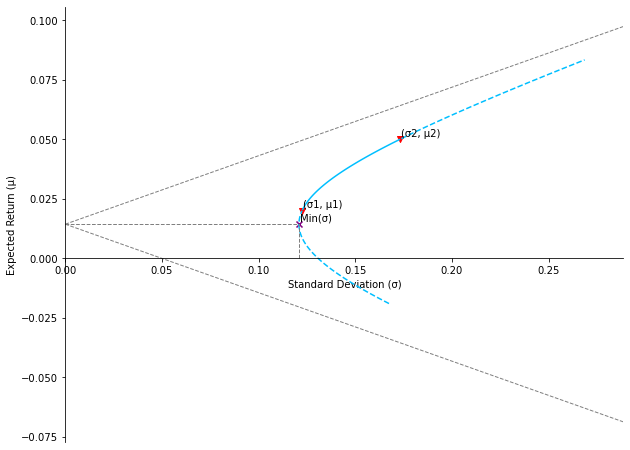 0.100
0.075
0.050
0.025
0.000
−0.025
−0.050
−0.075
Expected Return (μ)
(σ2, μ2)
(σ1, μ1)
Min(σ)
0.00 0.05 0.10 0.15 0.20 0.25
Standard Deviation (σ)